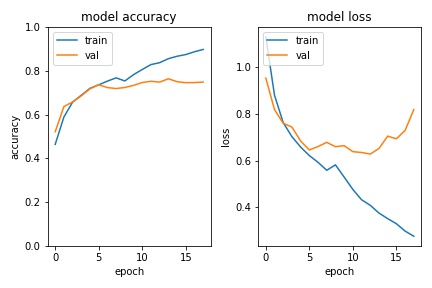 model accuracy
train
val
accuracy
1.0
0.8
0.6
0.4
0.2
0.0
0
5
10
15
epoch
model loss
train
val
loss
1.0
0.8
0.6
0.4
0
5
10
15
epoch